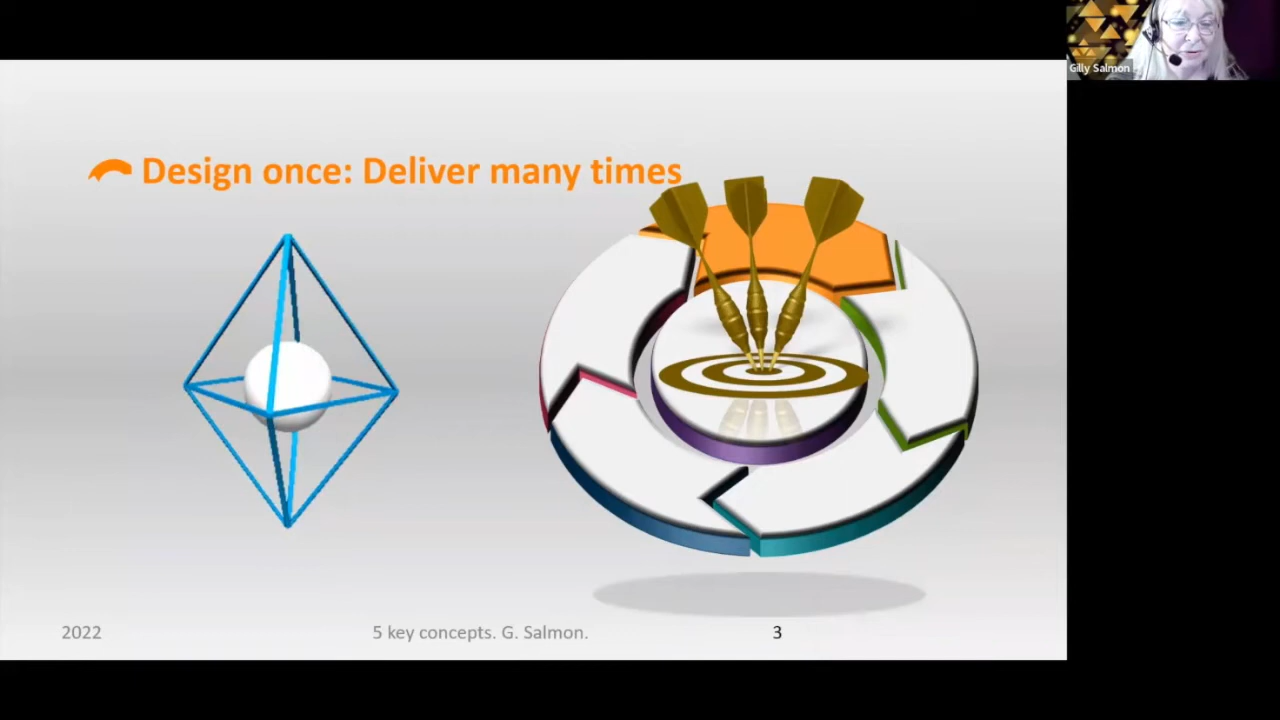 Gilly Salmon
Design once: Deliver many times
2022
5 key concepts. G. Salmon.
3